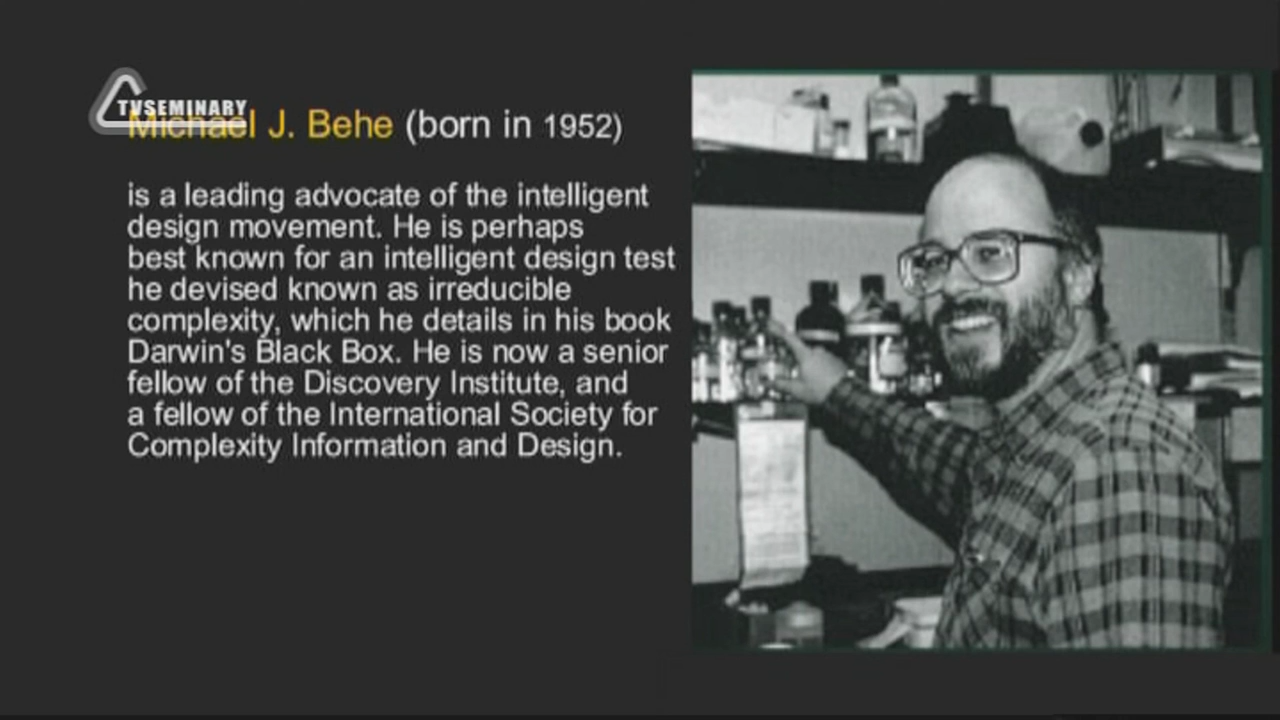 TVSEMINARY
Michael J. Behe (born in 1952)
is a leading advocate of the intelligent
design movement. He is perhaps
best known for an intelligent design test
he devised known as irreducible
complexity, which he details in his book
Darwin's Black Box. He is now a senior
fellow of the Discovery Institute, and
a fellow of the International Society for
Complexity Information and Design.